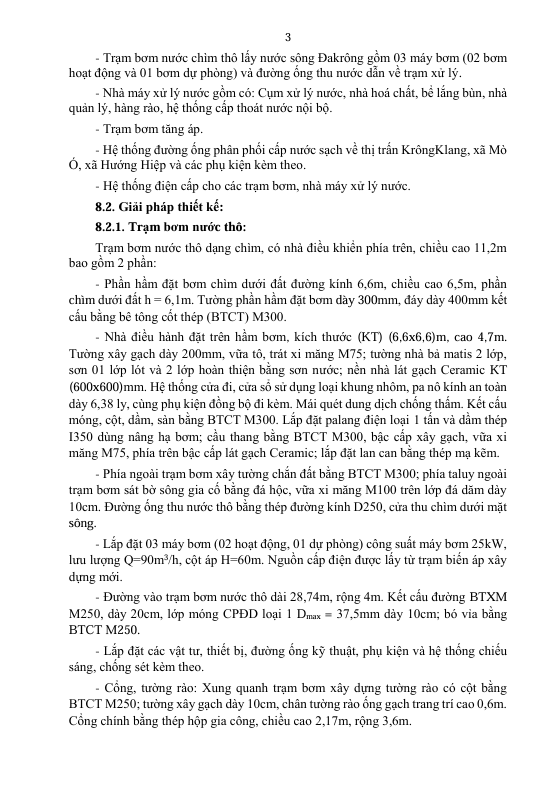 3
- Trạm bơm nước chìm thô lấy nước sông Đakrông gồm 03 máy bơm (02 bơm
hoạt động và 01 bơm dự phòng) và đường ống thu nước dẫn về trạm xử lý.
- Nhà máy xử lý nước gồm có: Cụm xử lý nước, nhà hoá chất, bể lắng bùn, nhà
quản lý, hàng rào, hệ thống cấp thoát nước nội bộ.
- Trạm bơm tăng áp.
- Hệ thống đường ống phân phối cấp nước sạch về thị trấn KrôngKlang, xã Mò
Ó, xã Hướng Hiệp và các phụ kiện kèm theo.
- Hệ thống điện cấp cho các trạm bơm, nhà máy xử lý nước.
8.2. Giải pháp thiết kế:
8.2.1. Trạm bơm nước thô:
Trạm bơm nước thô dạng chìm, có nhà điều khiển phía trên, chiều cao 11,2m
bao gồm 2 phần:
- Phần hầm đặt bơm chìm dưới đất đường kính 6,6m, chiều cao 6,5m, phần
chìm dưới đất h = 6,1m. Tường phần hầm đặt bơm dày 300mm, đáy dày 400mm kết
cấu bằng bê tông cốt thép (BTCT) M300.
- Nhà điều hành đặt trên hầm bơm, kích thước (KT) (6,6x6,6)m, cao 4,7m.
Tường xây gạch dày 200mm, vữa tô, trát xi măng M75; tường nhà bả matis 2 lớp,
sơn 01 lớp lót và 2 lớp hoàn thiện bằng sơn nước; nền nhà lát gạch Ceramic KT
(600x600)mm. Hệ thống cửa đi, cửa sổ sử dụng loại khung nhôm, pa nô kính an toàn
dày 6,38 ly, cùng phụ kiện đồng bộ đi kèm. Mái quét dung dịch chống thấm. Kết cấu
móng, cột, dầm, sàn bằng BTCT M300. Lắp đặt palang điện loại 1 tấn và dầm thép
I350 dùng nâng hạ bơm; cầu thang bằng BTCT M300, bậc cấp xây gạch, vữa xi
măng M75, phía trên bậc cấp lát gạch Ceramic; lắp đặt lan can bằng thép mạ kẽm.
- Phía ngoài trạm bơm xây tường chắn đất bằng BTCT M300; phía taluy ngoài
trạm bơm sát bờ sông gia cố bằng đá hộc, vữa xi măng M100 trên lớp đá dăm dày
10cm. Đường ống thu nước thô bằng thép đường kính D250, cửa thu chìm dưới mặt
sông.
- Lắp đặt 03 máy bơm (02 hoạt động, 01 dự phòng) công suất máy bơm 25kW,
lưu lượng Q=90m³/h, cột áp H=60m. Nguồn cấp điện được lấy từ trạm biến áp xây
dựng mới.
- Đường vào trạm bơm nước thô dài 28,74m, rộng 4m. Kết cấu đường BTXM
M250, dày 20cm, lớp móng CPĐD loại 1 Dmax = 37,5mm dày 10cm; bó vỉa bằng
BTCT M250.
- Lắp đặt các vật tư, thiết bị, đường ống kỹ thuật, phụ kiện và hệ thống chiếu
sáng, chống sét kèm theo.
- Cổng, tường rào: Xung quanh trạm bơm xây dựng tường rào có cột bằng
BTCT M250; tường xây gạch dày 10cm, chân tường rào ống gạch trang trí cao 0,6m.
Cổng chính bằng thép hộp gia công, chiều cao 2,17m, rộng 3,6m.